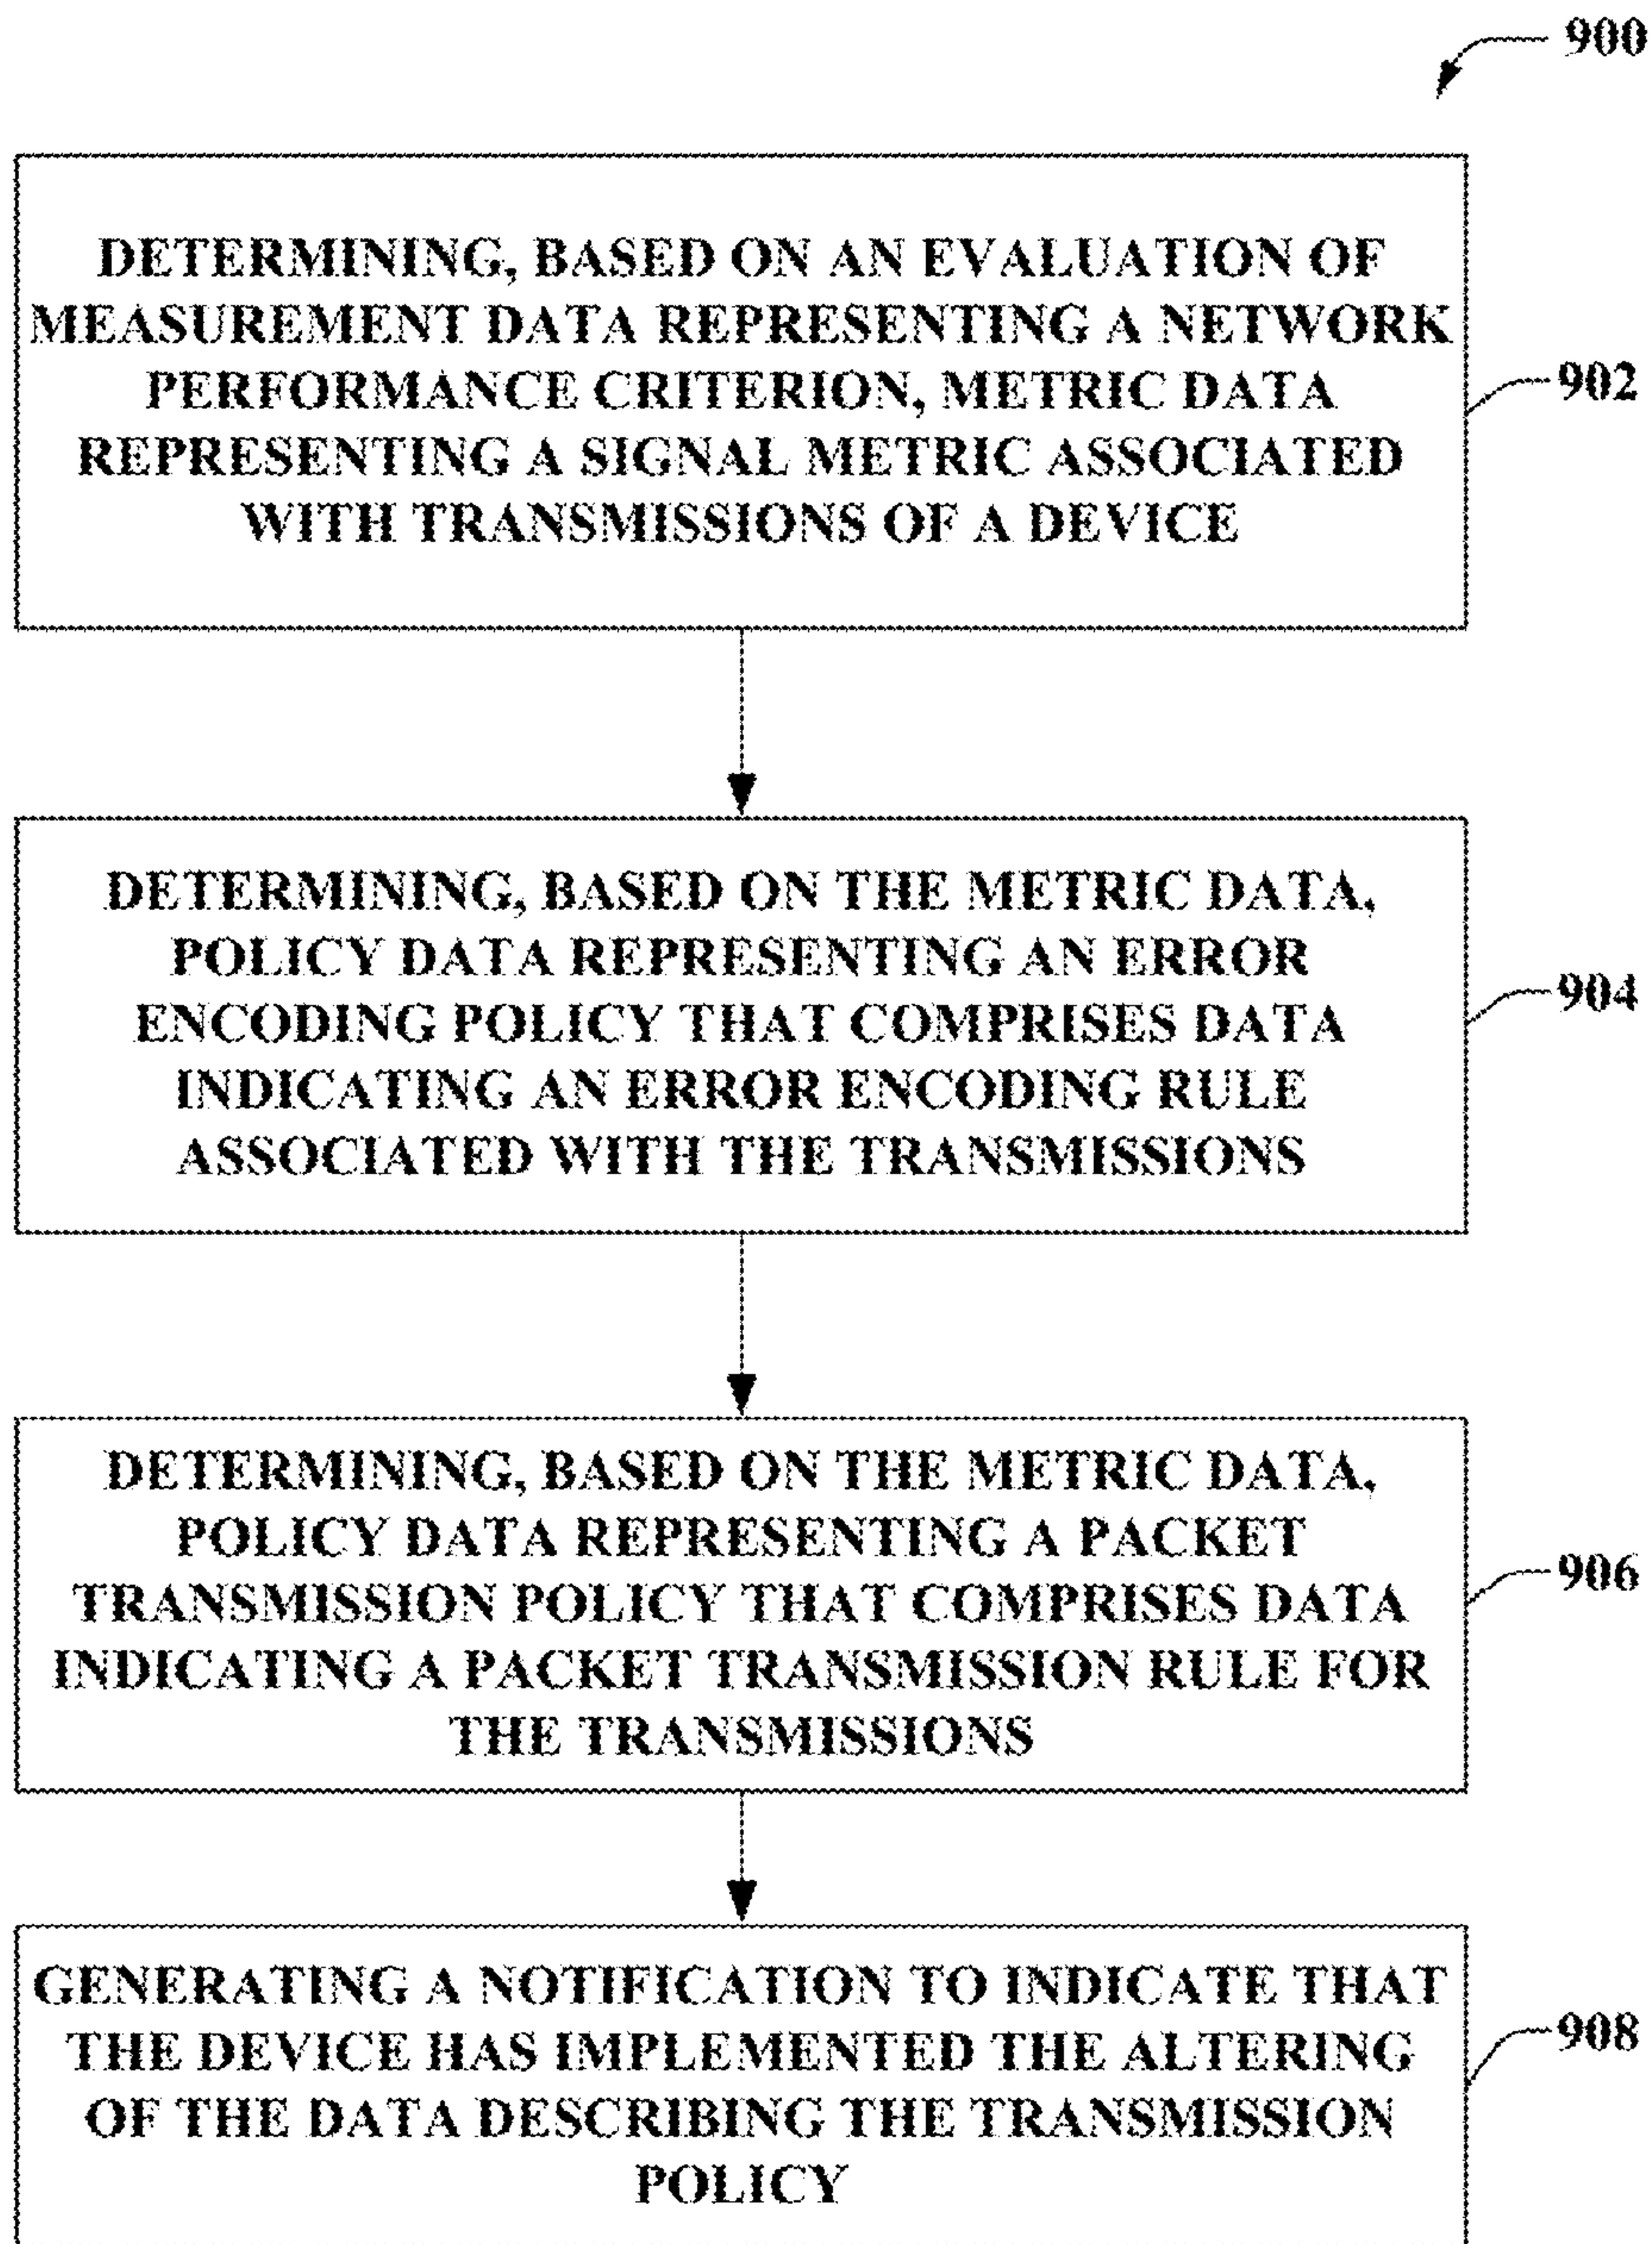 900
DETERMINING, BASED ON AN EVALUATION OF
MEASUREMENT DATA REPRESENTING A NETWORK
PERFORMANCE CRITERION, METRIC DATA
REPRESENTING A SIGNAL METRIC ASSOCIATED
WITH TRANSMISSIONS OF A DEVICE
902
DETERMINING, BASED ON THE METRIC DATA,
POLICY DATA REPRESENTING AN ERROR
ENCODING POLICY THAT COMPRISES DATA
INDICATING AN ERROR ENCODING RULE
ASSOCIATED WITH THE TRANSMISSIONS
904
DETERMINING, BASED ON THE METRIC DATA,
POLICY DATA REPRESENTING A PACKET
TRANSMISSION POLICY THAT COMPRISES DATA
INDICATING A PACKET TRANSMISSION RULE FOR
THE TRANSMISSIONS
906
GENERATING A NOTIFICATION TO INDICATE THAT
THE DEVICE HAS IMPLEMENTED THE ALTERING
OF THE DATA DESCRIBING THE TRANSMISSION
POLICY
908